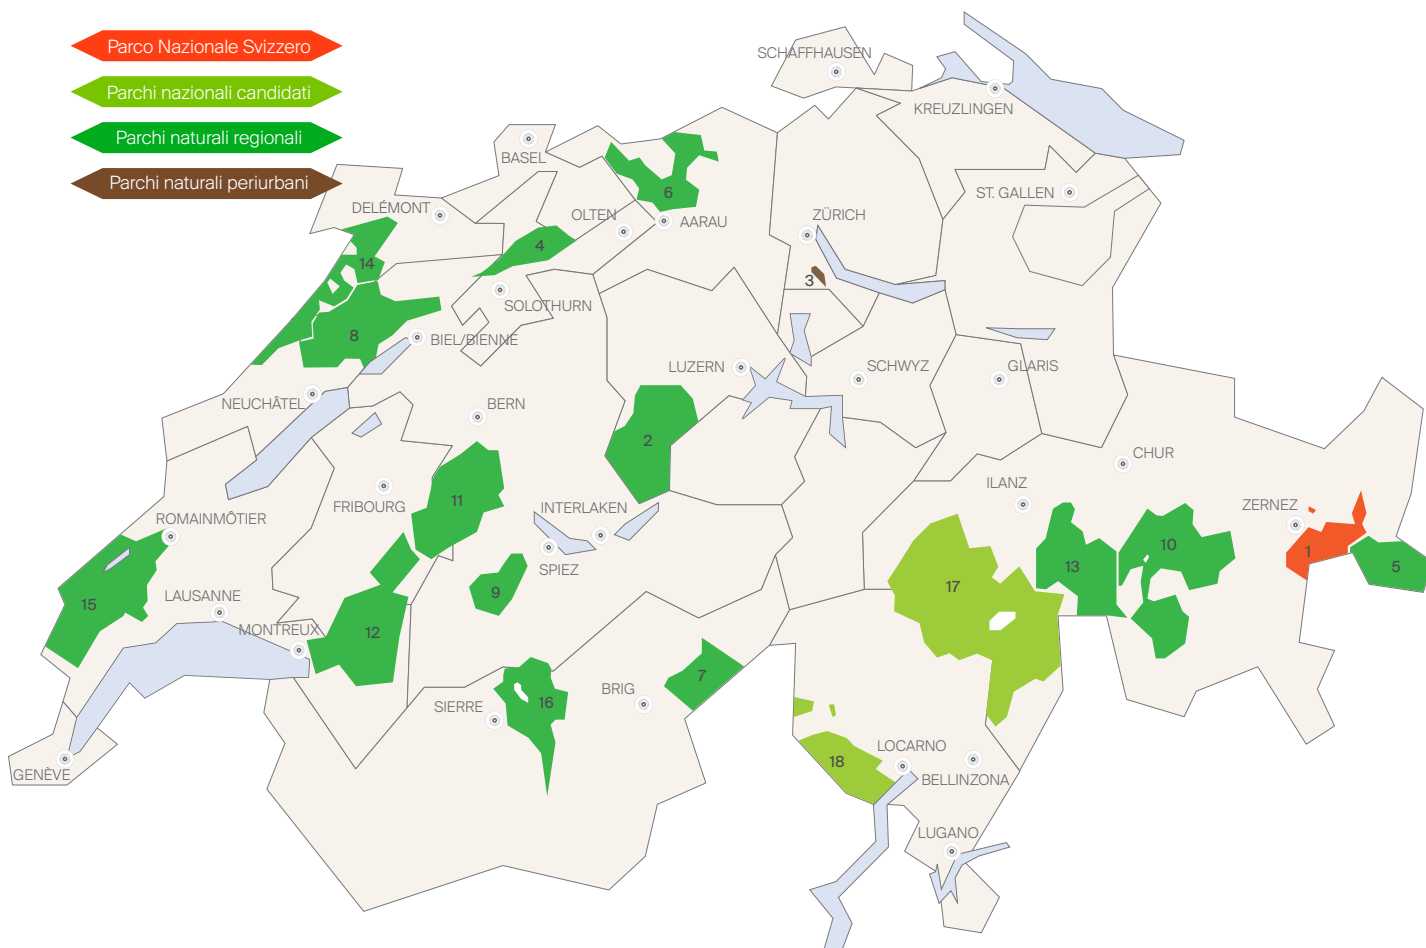 Parco Nazionale Svizzero
Parchi nazionali candidati
Parchi naturali regionali
Parchi naturali periurbani
SCHAFFHAUSEN
KREUZLINGEN
BASEL
ST. GALLEN
6
DELÉMONT
OLTEN
AARAU
ZÜRICH
4
14
3
SOLOTHURN
8
BIEL/BIENNE
LUZERN
SCHWYZ
GLARIS
NEUCHÂTEL
BERN
2
CHUR
ILANZ
11
FRIBOURG
INTERLAKEN
ZERNEZ
ROMAINMÔTIER
10
1
SPIEZ
13
5
17
9
LAUSANNE
15
MONTREUX
12
7
BRIG
16
SIERRE
LOCARNO
18
GENÈVE
BELLINZONA
LUGANO